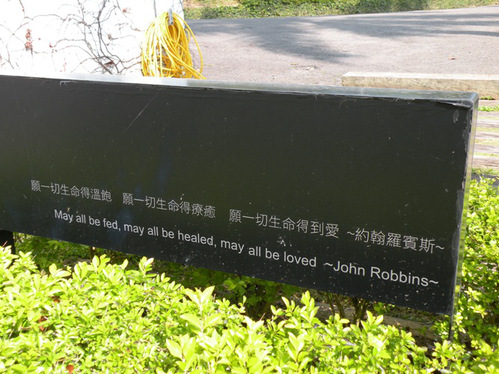 願一切生命得溫飽 願一切生命得療癒 願一切生命得到愛 ~約翰羅賓斯~
May all be fed, may all be healed, may all be loved ~John Robbins~